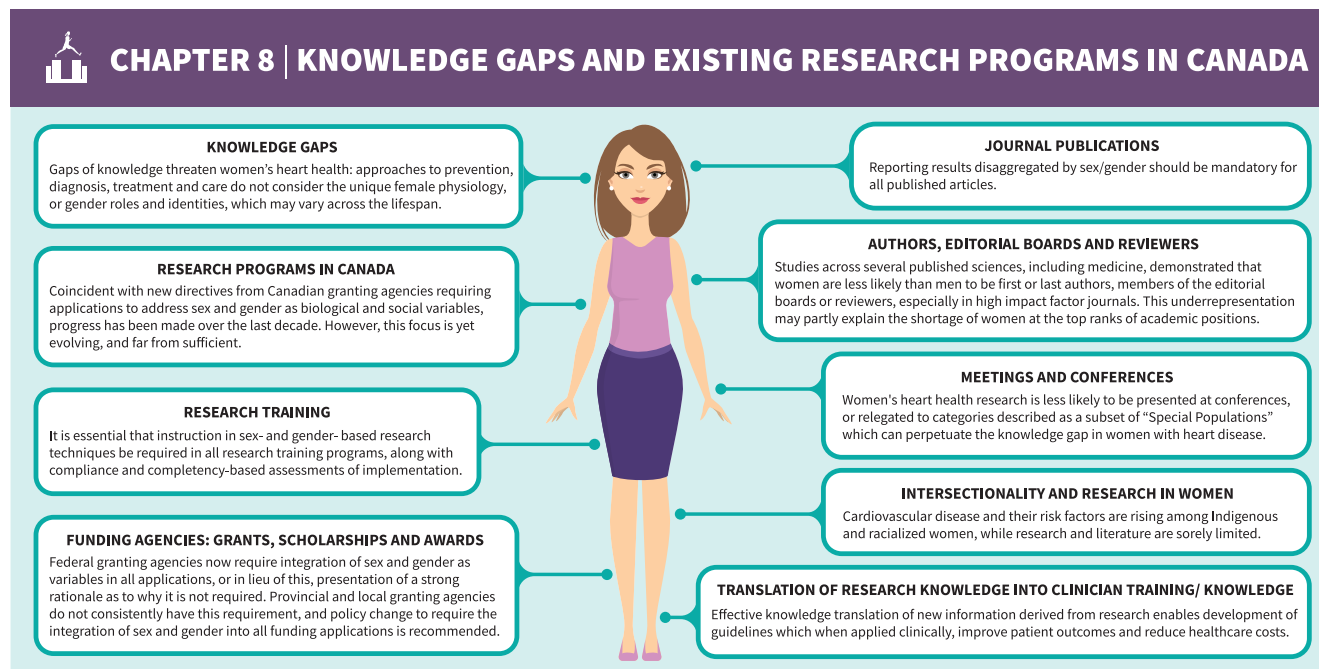 CHAPTER 8 | KNOWLEDGE GAPS AND EXISTING RESEARCH PROGRAMS IN CANADA
KNOWLEDGE GAPS
Gaps of knowledge threaten women's heart health: approaches to prevention,
diagnosis, treatment and care do not consider the unique female physiology,
or gender roles and identities, which may vary across the lifespan.
RESEARCH PROGRAMS IN CANADA
Coincident with new directives from Canadian granting agencies requiring
applications to address sex and gender as biological and social variables,
progress has been made over the last decade. However, this focus is yet
evolving, and far from sufficient.
RESEARCH TRAINING
It is essential that instruction in sex- and gender- based research
techniques be required in all research training programs, along with
compliance and competency-based assessments of implementation.
FUNDING AGENCIES: GRANTS, SCHOLARSHIPS AND AWARDS
Federal granting agencies now require integration of sex and gender as
variables in all applications, or in lieu of this, presentation of a strong
rationale as to why it is not required. Provincial and local granting agencies
do not consistently have this requirement, and policy change to require the
integration of sex and gender into all funding applications is recommended.
JOURNAL PUBLICATIONS
Reporting results disaggregated by sex/gender should be mandatory for
all published articles.
AUTHORS, EDITORIAL BOARDS AND REVIEWERS
Studies across several published sciences, including medicine, demonstrated that
women are less likely than men to be first or last authors, members of the editorial
boards or reviewers, especially in high impact factor journals. This underrepresentation
may partly explain the shortage of women at the top ranks of academic positions.
MEETINGS AND CONFERENCES
Women's heart health research is less likely to be presented at conferences,
or relegated to categories described as a subset of “Special Populations”
which can perpetuate the knowledge gap in women with heart disease.
INTERSECTIONALITY AND RESEARCH IN WOMEN
Cardiovascular disease and their risk factors are rising among Indigenous
and racialized women, while research and literature are sorely limited.
TRANSLATION OF RESEARCH KNOWLEDGE INTO CLINICIAN TRAINING/ KNOWLEDGE
Effective knowledge translation of new information derived from research enables development of
guidelines which when applied clinically, improve patient outcomes and reduce healthcare costs.